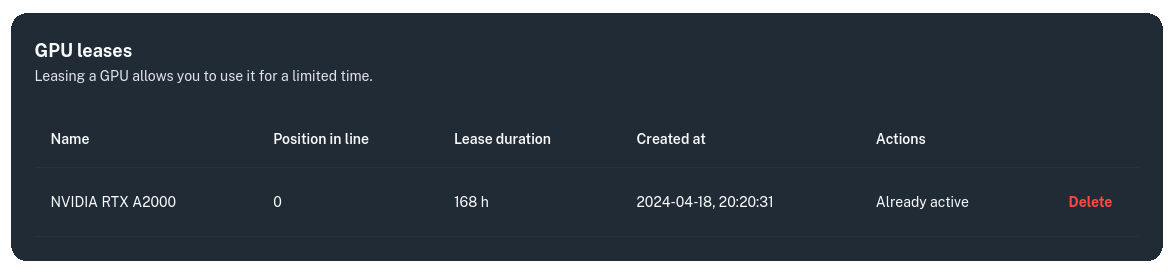 GPU leases
Leasing a GPU allows you to use it for a limited time.
Name Position in line Lease duration Created at Actions
NVIDIA RTX A2000 0 168 h 2024-04-18, 20:20:31 Already active Delete